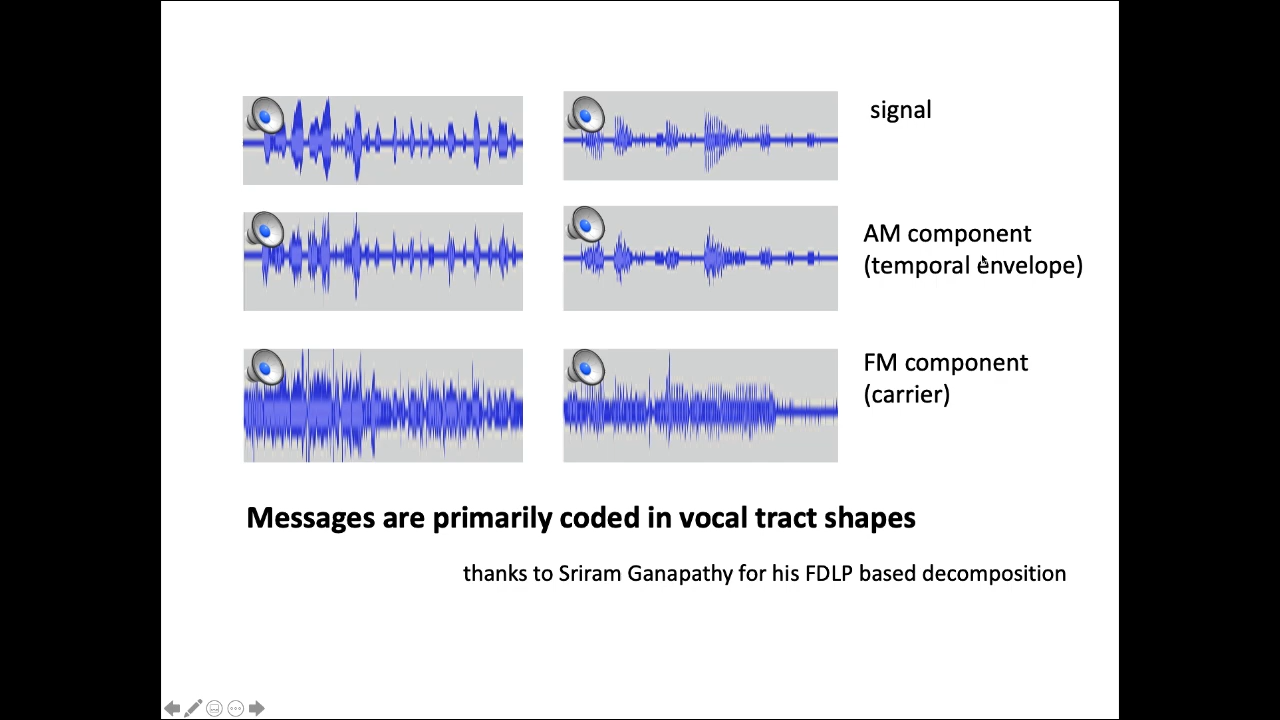 signal
AM component
(temporal envelope)
FM component
(carrier)
Messages are primarily coded in vocal tract shapes
thanks to Sriram Ganapathy for his FDLP based decomposition